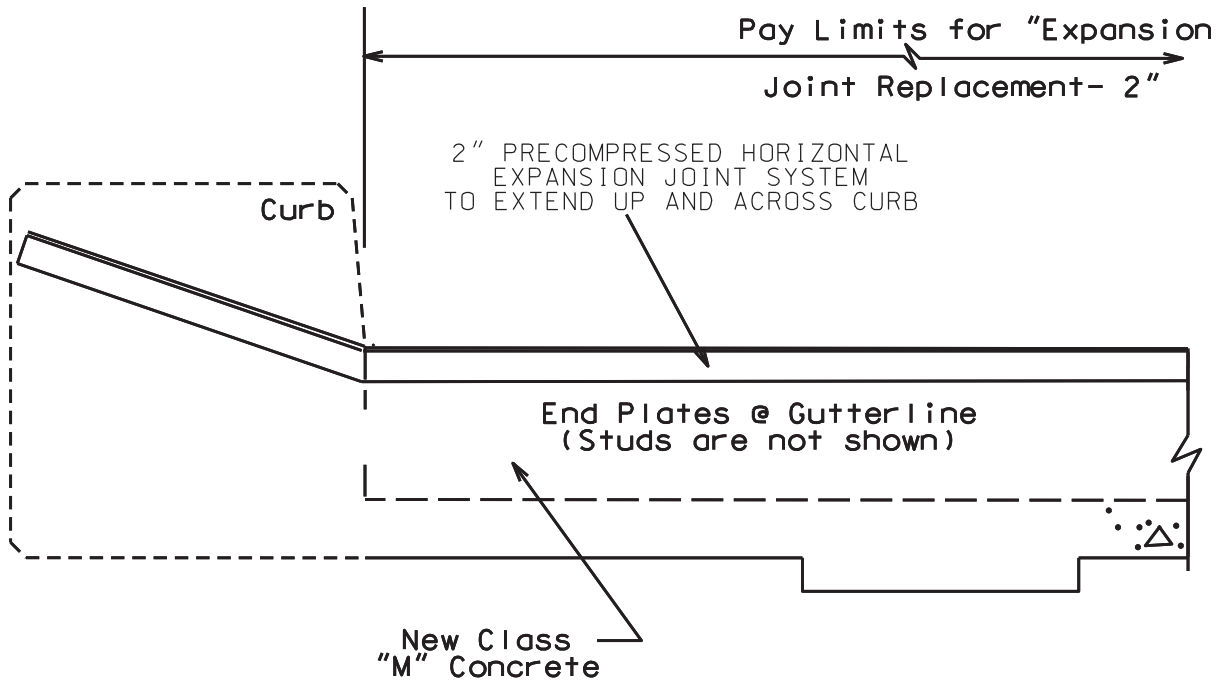 Pay Limits for "Expansion
Joint Replacement- 2"
2" PRECOMPRESSED HORIZONTAL
EXPANSION JOINT SYSTEM
TO EXTEND UP AND ACROSS CURB
Curb
End Plates @ Gutterline
(Studs are not shown)
New Class
"M" Concrete